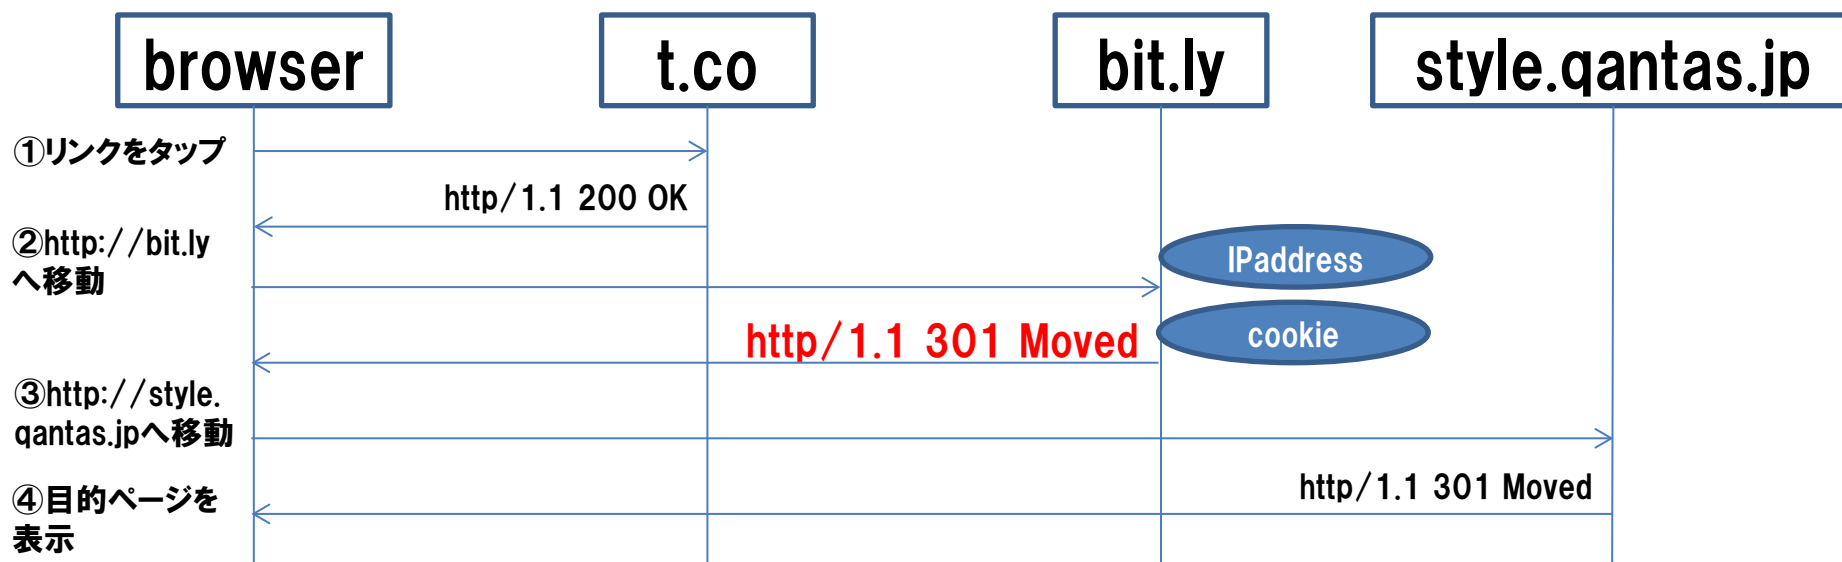 browser
t.co
bit.ly
style.qantas.jp
①リンクをタップ
http/1.1 200 OK
②http://bit.ly
へ移動
IPaddress
http/1.1 301 Moved
cookie
③http://style.
qantas.jpへ移動
http/1.1 301 Moved
④目的ページを
表示